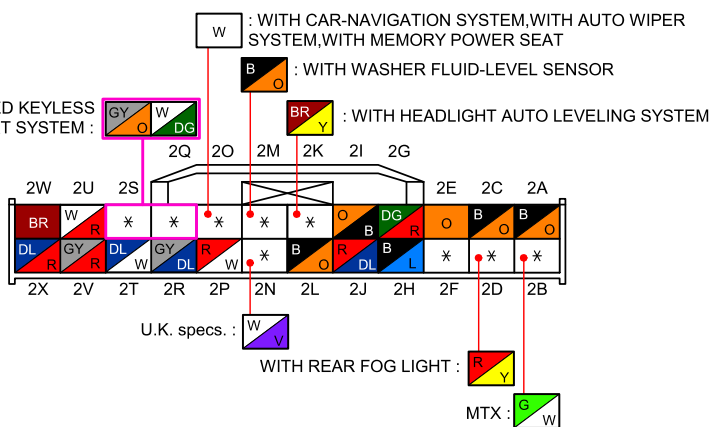 W : WITH CAR-NAVIGATION SYSTEM,WITH AUTO WIPER
SYSTEM,WITH MEMORY POWER SEAT
B O : WITH WASHER FLUID-LEVEL SENSOR
KEYLESS GY O W DG
T SYSTEM :
BR Y : WITH HEADLIGHT AUTO LEVELING SYSTEM
2Q 2O 2M 2K 2I 2G
2W 2U 2S 2E 2C 2A
BR W R * * * * * O B DG R O B O B O
DL R GY R DL W GY DL R W * B O R DL B L * * *
2X 2V 2T 2R 2P 2N 2L 2J 2H 2F 2D 2B
U.K. specs. : W V
WITH REAR FOG LIGHT : R Y
MTX : G W